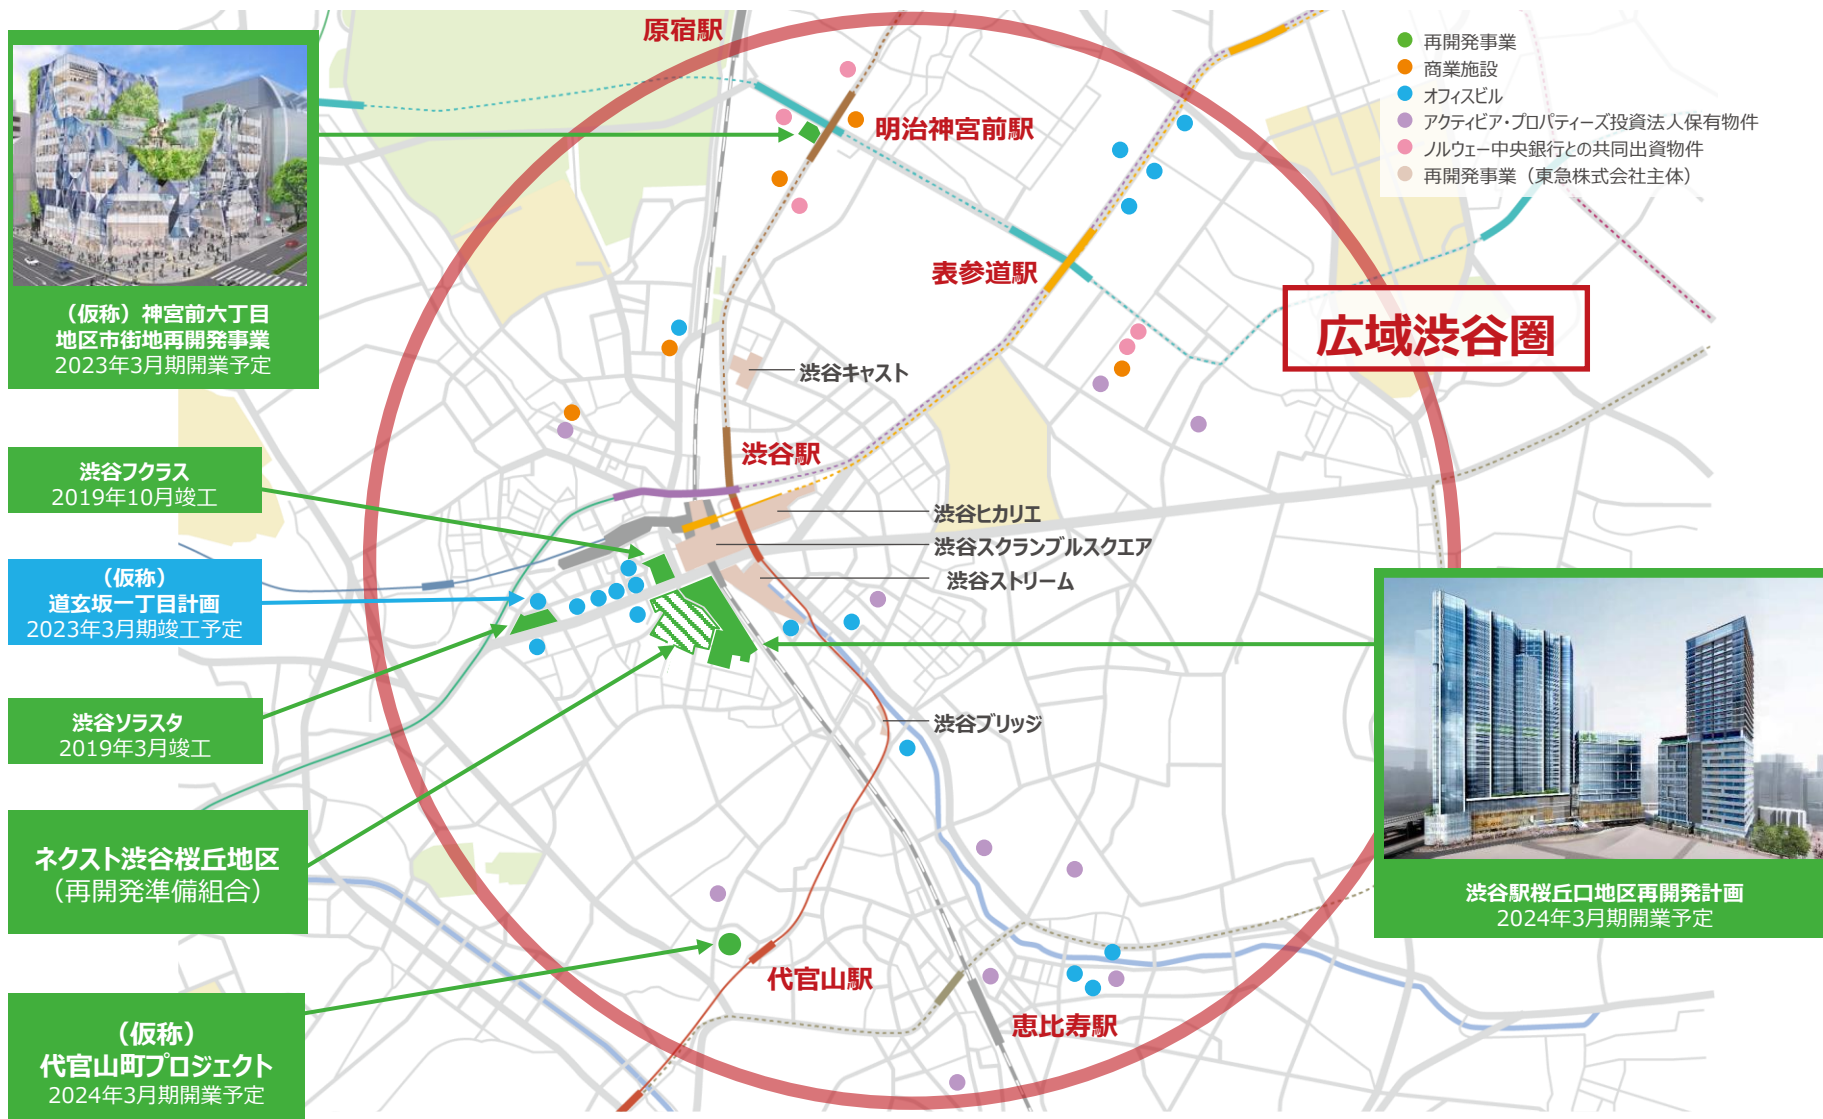 原宿駅
再開発事業
商業施設
オフィスビル
アクティビア・プロパティーズ投資法人保有物件
ノルウェー中央銀行との共同出資物件
再開発事業（東急株式会社主体）
明治神宮前駅
表参道駅
広域渋谷圏
（仮称）神宮前六丁目
地区市街地再開発事業
2023年3月期開業予定
渋谷キャスト
渋谷駅
渋谷フクラス
2019年10月竣工
渋谷ヒカリエ
渋谷スクランブルスクエア
渋谷ストリーム
（仮称）
道玄坂一丁目計画
2023年3月期竣工予定
渋谷ソラスタ
2019年3月竣工
渋谷ブリッジ
ネクスト渋谷桜丘地区
（再開発準備組合）
渋谷駅桜丘口地区再開発計画
2024年3月期開業予定
代官山駅
恵比寿駅
（仮称）
代官山町プロジェクト
2024年3月期開業予定